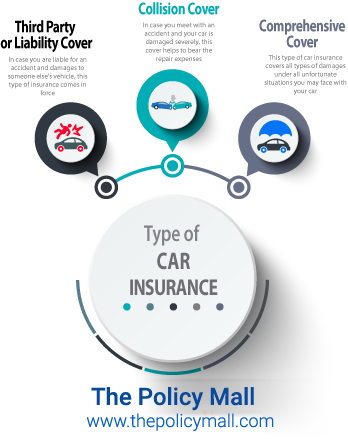 Third Party
or Liability Cover
In case you are liable for an
accident and damages to
someone else's vehicle, this
type of insurance comes in
force
Collision Cover
In case you meet with an
accident and your car is
damaged severely, this
cover helps to bear the
repair expenses
Comprehensive
Cover
This type of car insurance
covers all types of damages
under all unfortunate
situations you may face with
your car
Type of
CAR
INSURANCE
The Policy Mall
www.thepolicymall.com